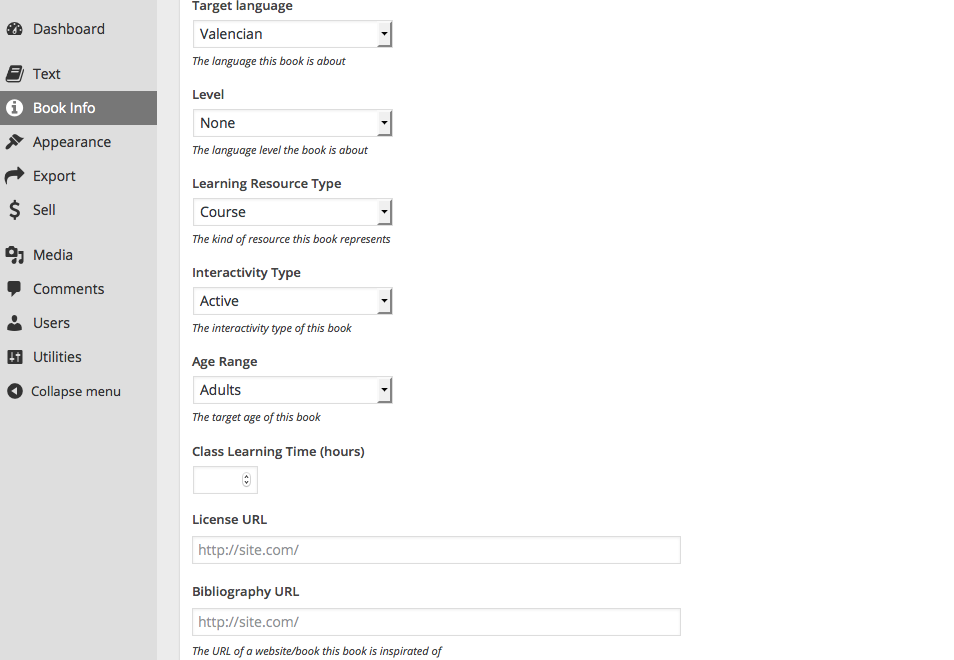 Dashboard
Text
Book Info
Appearance
Export
Sell
Media
Comments
Users
Utilities
Collapse menu
Target language
Valencian
The language this book is about
Level
None
The language level the book is about
Learning Resource Type
Course
The kind of resource this book represents
Interactivity Type
Active
The interactivity type of this book
Age Range
Adults
The target age of this book
Class Learning Time (hours)
License URL
http://site.com/
Bibliography URL
http://site.com/
The URL of a website/book this book is inspirated of